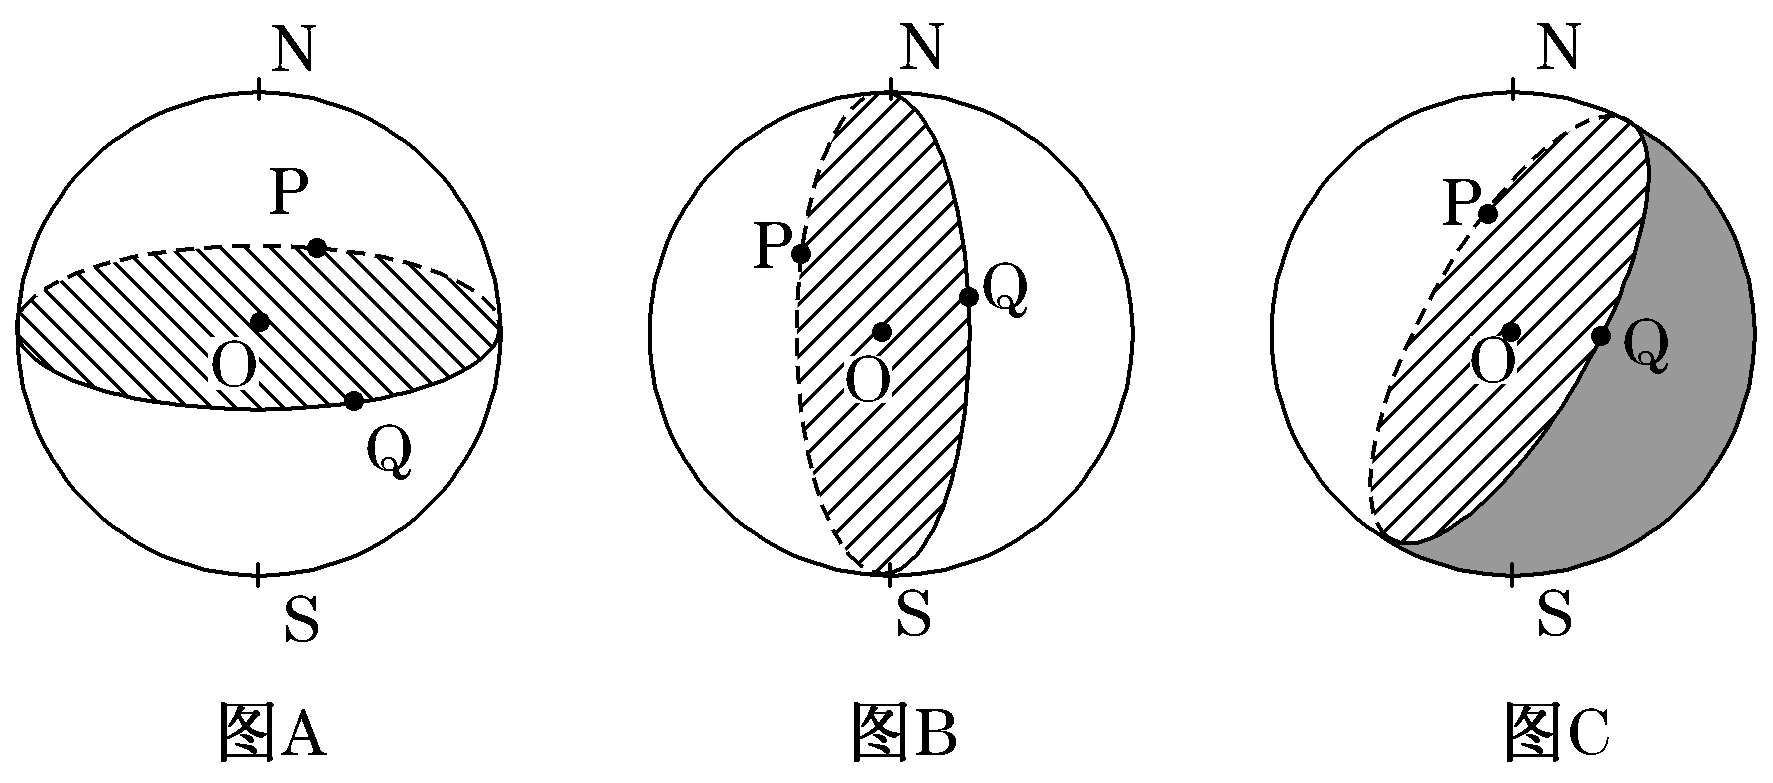 N N N
P P P
Q Q
O O O
Q
S S S
图A 图B 图C